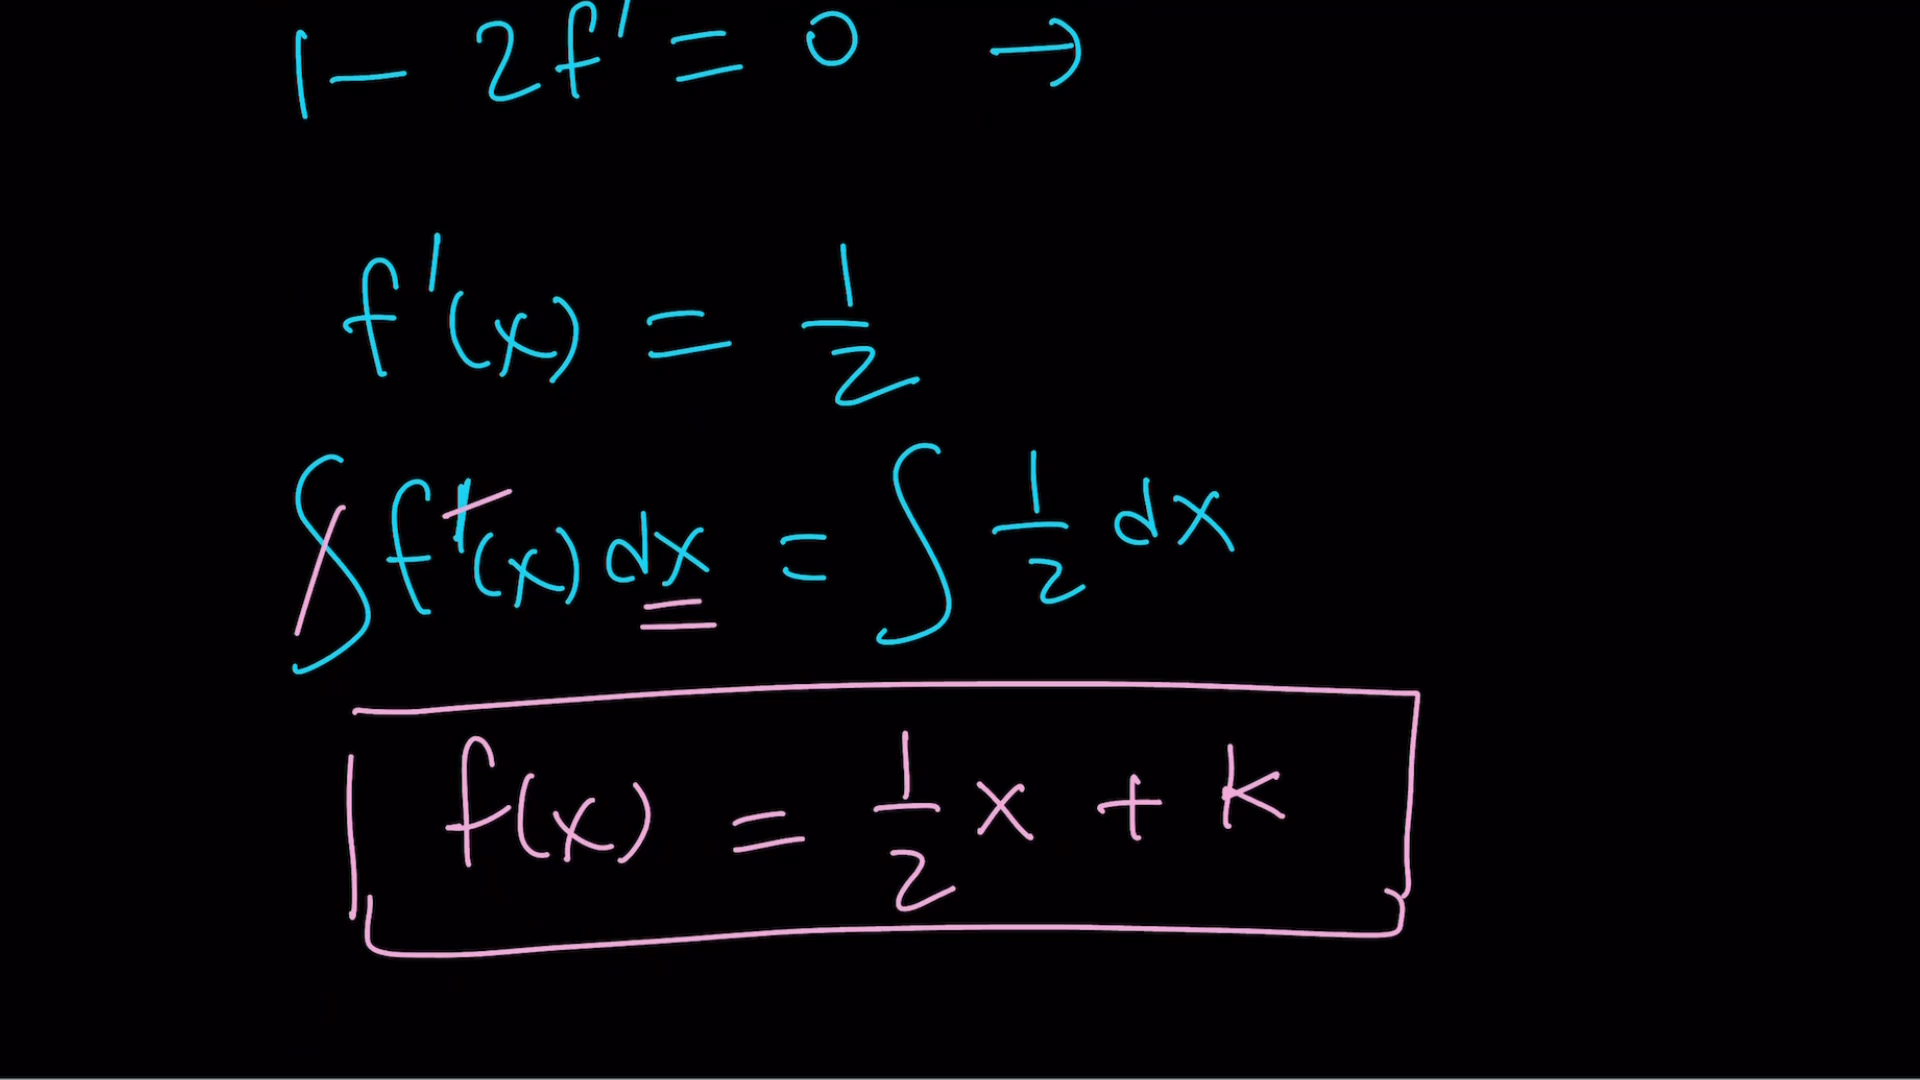 1 - 2f' = 0 →
f'(x) = 1/2
∫ f'(x) dx = ∫ 1/2 dx
f(x) = 1/2 x + k